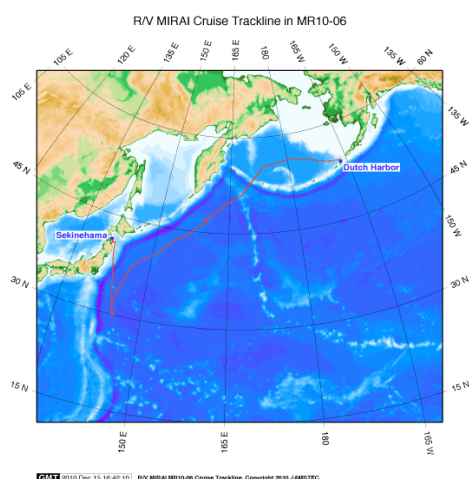 R/V MIRAI Cruise Trackline in MR10-06
105 E
120 E
135 E
150 E
165 E
180
165 W
150 W
135 W
60 N
105 E
135 W
45 N
45 N
Dutch Harbor
150 W
Sekinehama
30 N
30 N
15 N
15 N
150 E
165 E
180
165 W
GMT 2010 Dec 15 16:42:10 R/V MIRAI MR10-06 Cruise Trackline, Copyright 2010 JAMSTEC